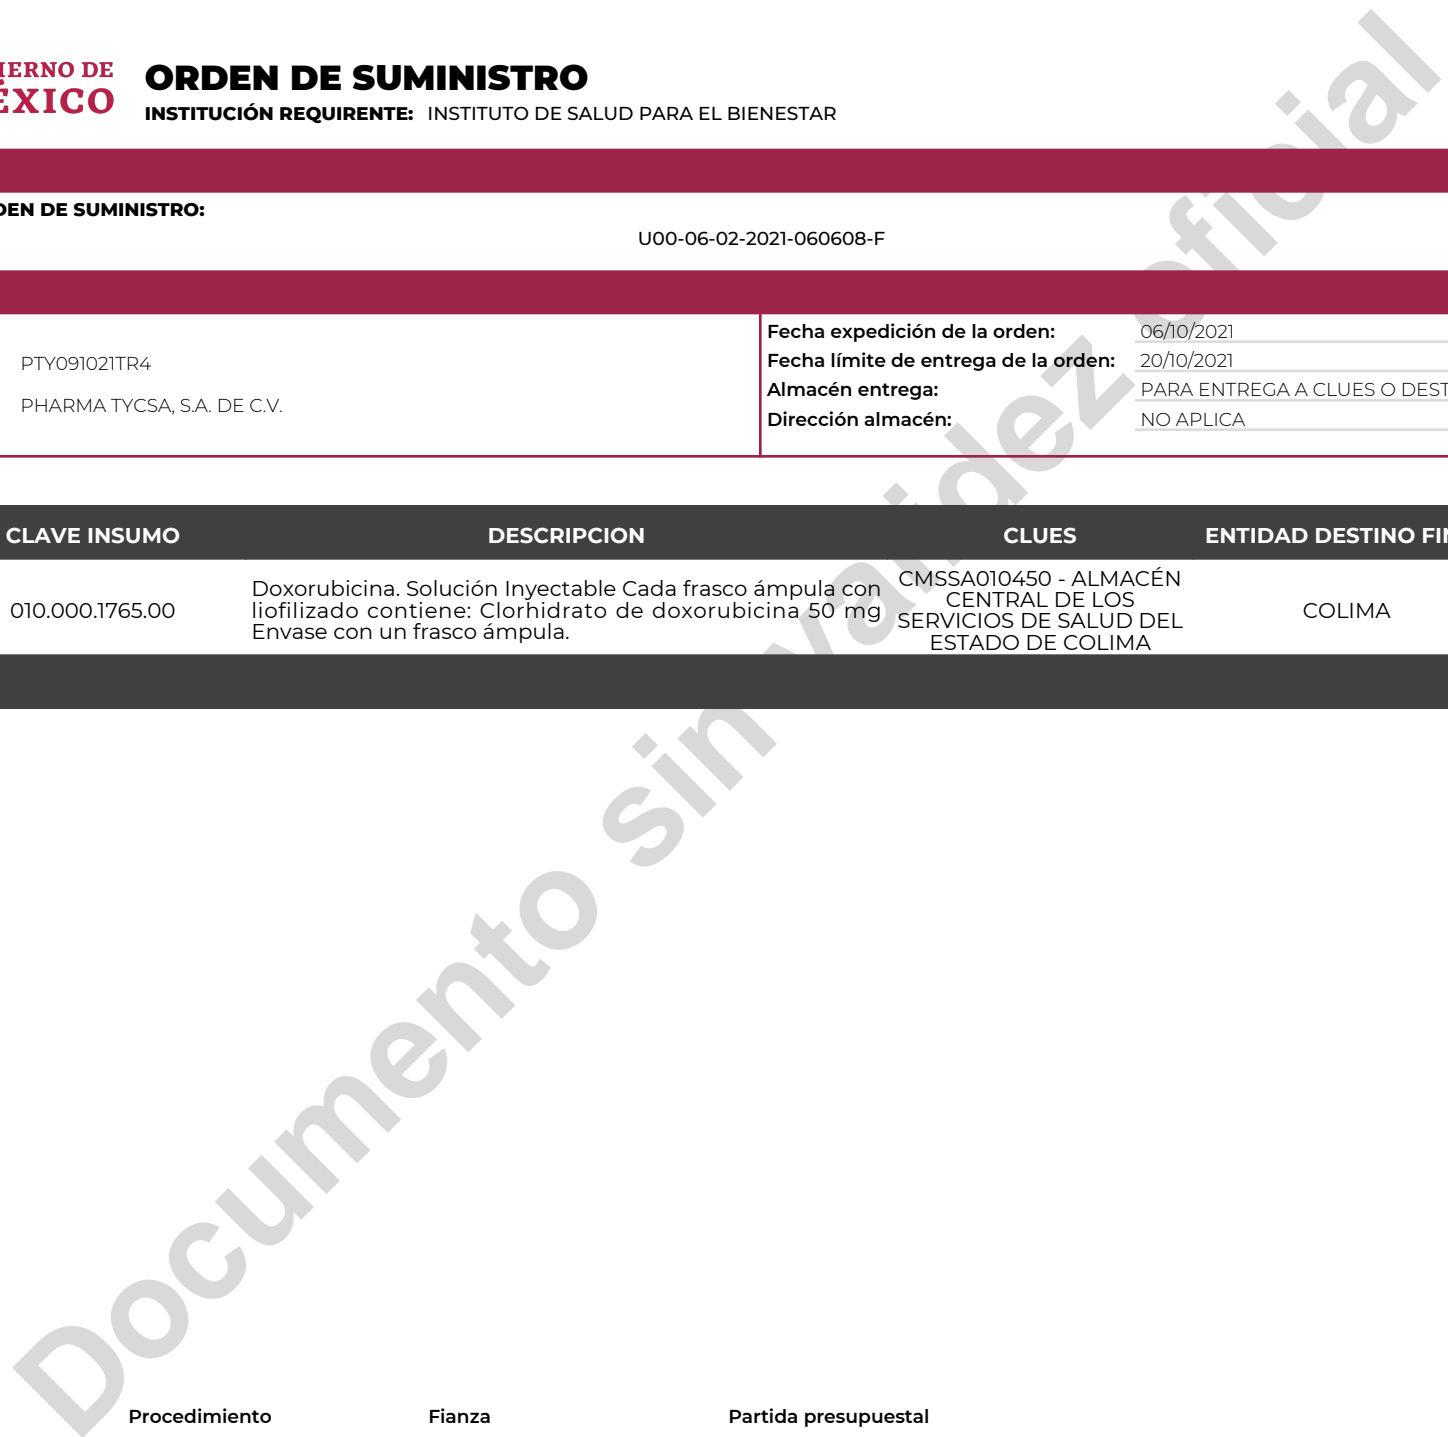 IERNO DE
ÉXICO
ORDEN DE SUMINISTRO
INSTITUCIÓN REQUIRENTE: INSTITUTO DE SALUD PARA EL BIENESTAR
DEN DE SUMINISTRO:
U00-06-02-2021-060608-F
PTY091021TR4
PHARMA TYCSA, S.A. DE C.V.
Fecha expedición de la orden: 06/10/2021
Fecha límite de entrega de la orden: 20/10/2021
Almacén entrega: PARA ENTREGA A CLUES O DEST
Dirección almacén: NO APLICA
CLAVE INSUMO DESCRIPCION CLUES ENTIDAD DESTINO FIN
010.000.1765.00
Doxorubicina. Solución Inyectable Cada frasco ámpula con
liofilizado contiene: Clorhidrato de doxorubicina 50 mg
Envase con un frasco ámpula.
CMSSA010450 - ALMACÉN
CENTRAL DE LOS
SERVICIOS DE SALUD DEL
ESTADO DE COLIMA
COLIMA
Documento sin validez oficial
Procedimiento Fianza Partida presupuestal